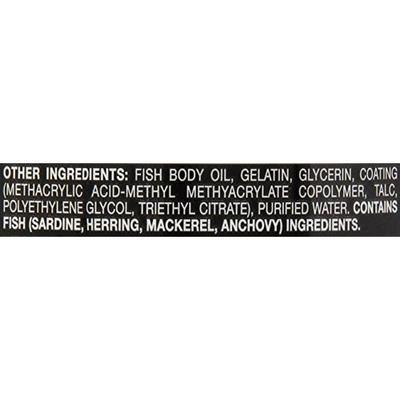 OTHER INGREDIENTS: FISH BODY OIL, GELATIN, GLYCERIN, COATING
(METHACRYLIC ACID-METHYL METHYACRYLATE COPOLYMER, TALC,
POLYETHYLENE GLYCOL, TRIETHYL CITRATE), PURIFIED WATER. CONTAINS
FISH (SARDINE, HERRING, MACKEREL, ANCHOVY) INGREDIENTS.